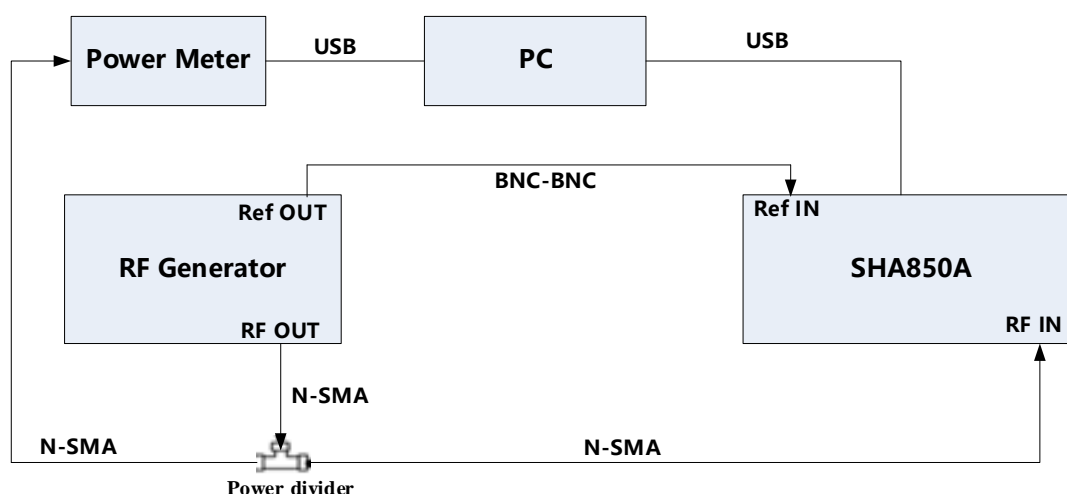 USB
USB
Power Meter
PC
BNC-BNC
Ref OUT
Ref IN
RF Generator
SHA850A
RF OUT
RF IN
N-SMA
N-SMA
N-SMA
Power divider